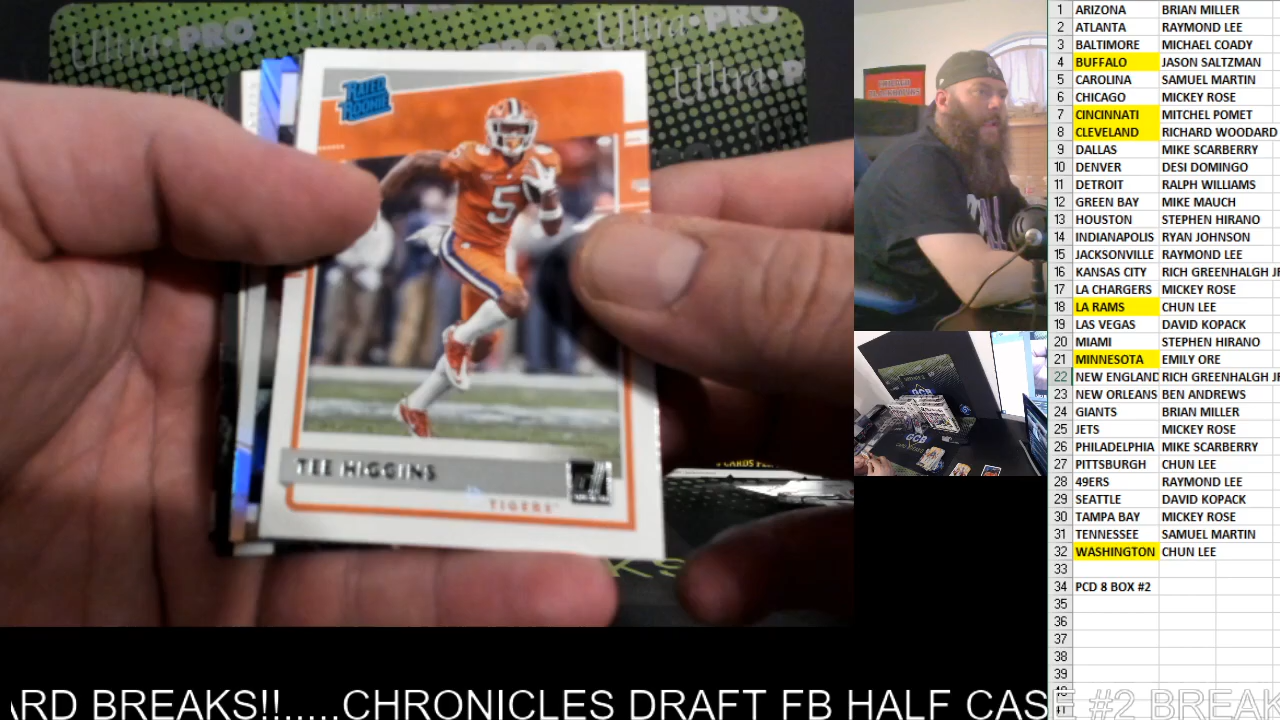 Ultra•PRO
RATED ROOKIE
5
TEE HIGGINS
TIGERS
GCB
1 ARIZONA BRIAN MILLER
2 ATLANTA RAYMOND LEE
3 BALTIMORE MICHAEL COADY
4 BUFFALO JASON SALTZMAN
5 CAROLINA SAMUEL MARTIN
6 CHICAGO MICKEY ROSE
7 CINCINNATI MITCHEL POMET
8 CLEVELAND RICHARD WOODARD
9 DALLAS MIKE SCARBERRY
10 DENVER DESI DOMINGO
11 DETROIT RALPH WILLIAMS
12 GREEN BAY MIKE MAUCH
13 HOUSTON STEPHEN HIRANO
14 INDIANAPOLIS RYAN JOHNSON
15 JACKSONVILLE RAYMOND LEE
16 KANSAS CITY RICH GREENHALGH JR
17 LA CHARGERS MICKEY ROSE
18 LA RAMS CHUN LEE
19 LAS VEGAS DAVID KOPACK
20 MIAMI STEPHEN HIRANO
21 MINNESOTA EMILY ORE
22 NEW ENGLAND RICH GREENHALGH JR
23 NEW ORLEANS BEN ANDREWS
24 GIANTS BRIAN MILLER
25 JETS MICKEY ROSE
26 PHILADELPHIA MIKE SCARBERRY
27 PITTSBURGH CHUN LEE
28 49ERS RAYMOND LEE
29 SEATTLE DAVID KOPACK
30 TAMPA BAY MICKEY ROSE
31 TENNESSEE SAMUEL MARTIN
32 WASHINGTON CHUN LEE
33
34 PCD 8 BOX #2
35
36
37
38
39
40
41
ARD BREAKS!!.....CHRONICLES DRAFT FB HALF CASE #2 BREAK